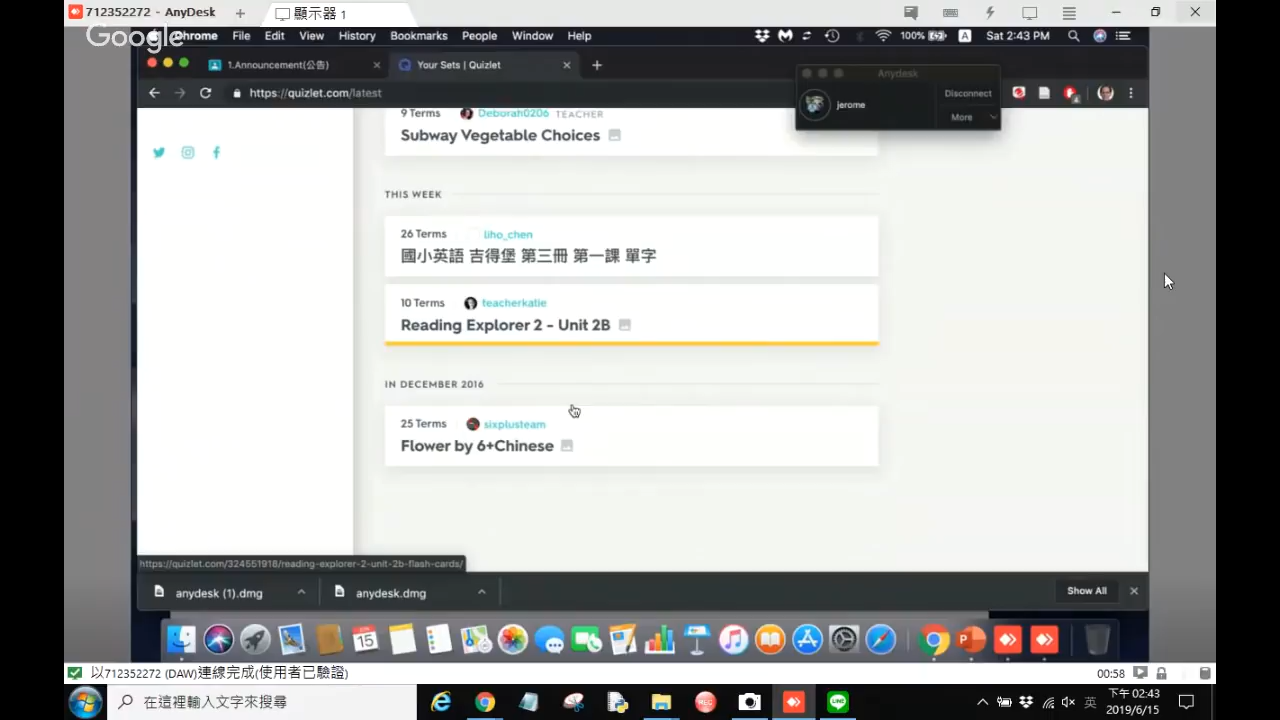 712352272 - AnyDesk
顯示器 1
Google
Chrome File Edit View History Bookmarks People Window Help
100%
A
Sat 2:43 PM
1.Announcement(公告)
Your Sets | Quizlet
Anydesk
https://quizlet.com/latest
jerome
Disconnect
More
9 Terms Deborah0206 TEACHER
Subway Vegetable Choices
THIS WEEK
26 Terms liho_chen
國小英語 吉得堡 第三冊 第一課 單字
10 Terms teacherkatie
Reading Explorer 2 - Unit 2B
IN DECEMBER 2016
25 Terms sixplusteam
Flower by 6+Chinese
https://quizlet.com/324551918/reading-explorer-2-unit-2b-flash-cards/
anydesk (1).dmg
anydesk.dmg
Show All
15
以712352272 (DAW)連線完成(使用者已驗證)
00:58
在這裡輸入文字來搜尋
REC
LINE
英
下午 02:43
2019/6/15